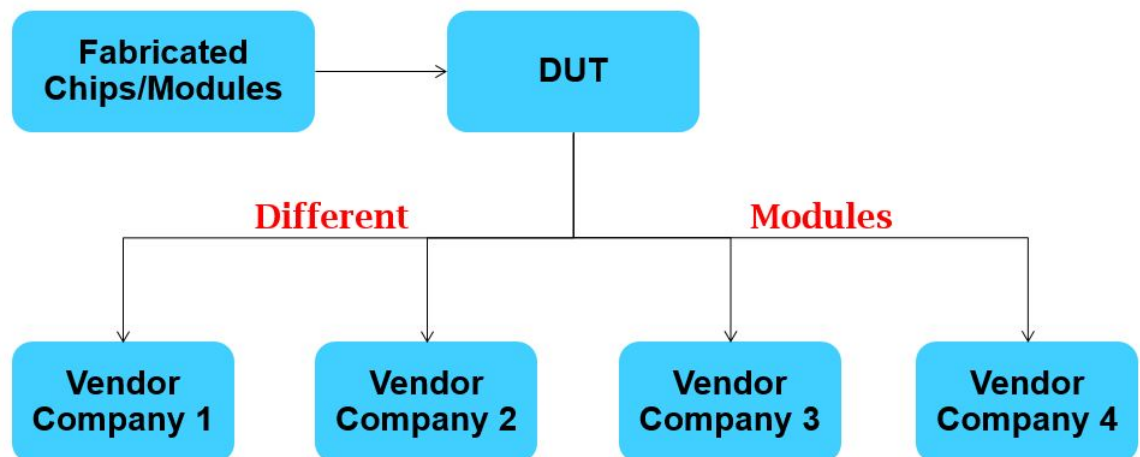 Fabricated
Chips/Modules
DUT
Different
Modules
Vendor
Company 1
Vendor
Company 2
Vendor
Company 3
Vendor
Company 4